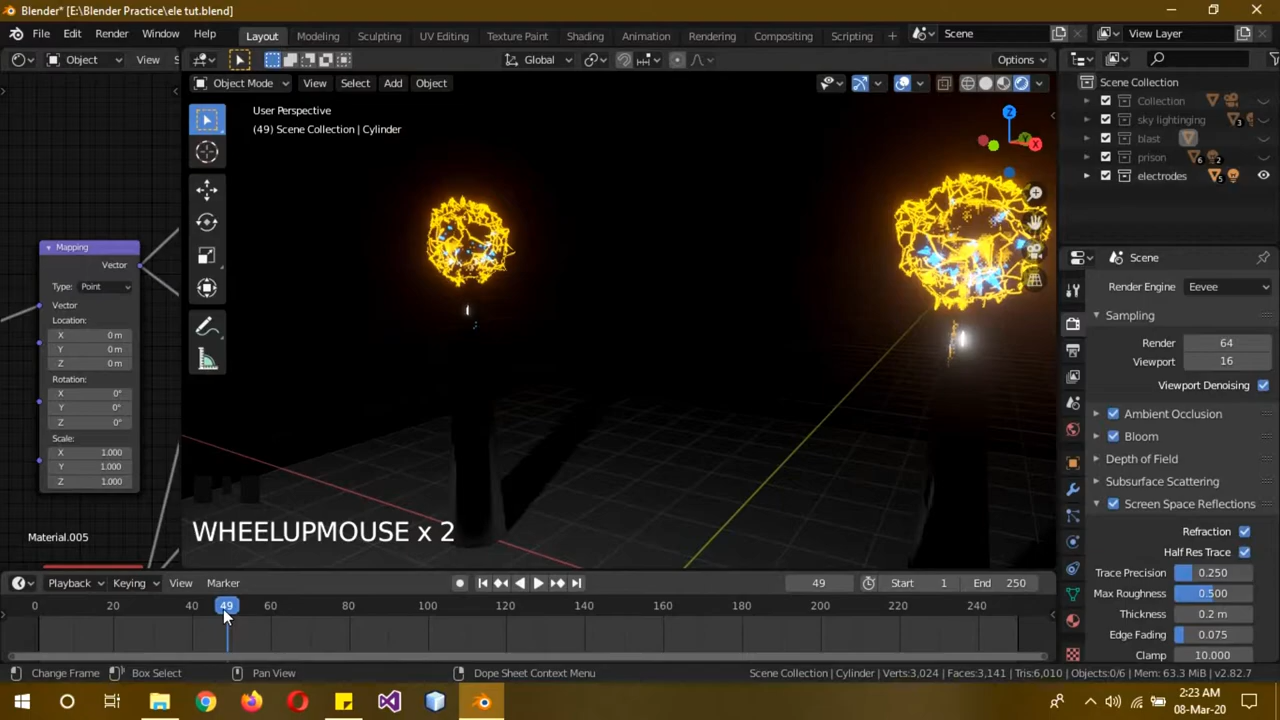 Blender* [E:\Blender Practice\ele tut.blend]
File Edit Render Window Help Layout Modeling Sculpting UV Editing Texture Paint Shading Animation Rendering Compositing Scripting + Scene View Layer
Object View S Global Options
Object Mode View Select Add Object
User Perspective
(49) Scene Collection | Cylinder
Z
Y
X
Scene Collection
Collection
sky lightinging 3
blast
prison 6 2
electrodes 5
Scene
Render Engine Eevee
Sampling
Render 64
Viewport 16
Viewport Denoising
Ambient Occlusion
Bloom
Depth of Field
Subsurface Scattering
Screen Space Reflections
Refraction
Half Res Trace
Trace Precision 0.250
Max Roughness 0.500
Thickness 0.2 m
Edge Fading 0.075
Clamp 10.000
Mapping
Vector
Type: Point
Vector
Location:
X 0 m
Y 0 m
Z 0 m
Rotation:
X 0°
Y 0°
Z 0°
Scale:
X 1.000
Y 1.000
Z 1.000
Material.005
WHEELUPMOUSE x 2
Playback Keying View Marker 49 Start 1 End 250
0 20 40 49 60 80 100 120 140 160 180 200 220 240
Change Frame Box Select Pan View Dope Sheet Context Menu Scene Collection | Cylinder | Verts:3,024 | Faces:3,141 | Tris:6,010 | Objects:0/6 | Mem: 63.3 MiB | v2.82.7
2:23 AM
08-Mar-20